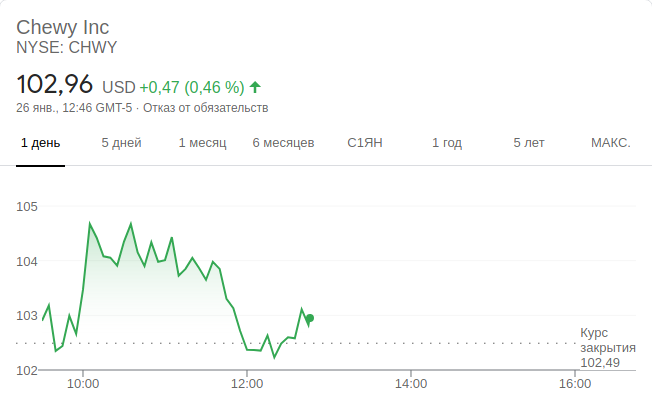 Chewy Inc
NYSE: CHWY
102,96 USD +0,47 (0,46 %)
26 янв., 12:46 GMT-5 · Отказ от обязательств
1 день 5 дней 1 месяц 6 месяцев С1ЯН 1 год 5 лет МАКС.
105
104
103
Курс
закрытия
102,49
102
10:00 12:00 14:00 16:00